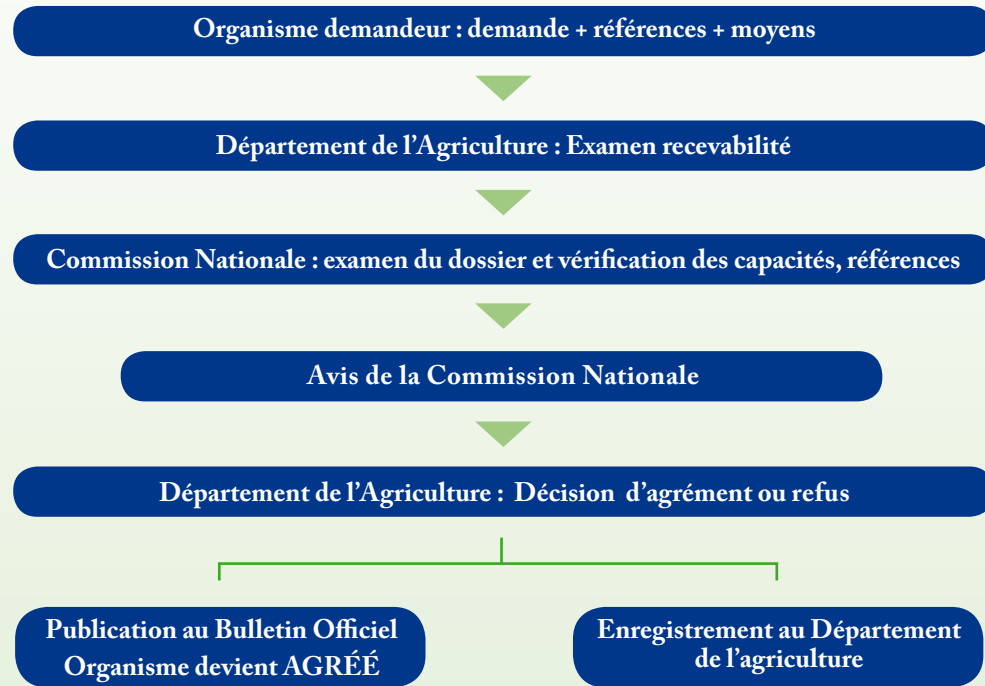 Organisme demandeur : demande + références + moyens
Département de l’Agriculture : Examen recevabilité
Commission Nationale : examen du dossier et vérification des capacités, références
Avis de la Commission Nationale
Département de l’Agriculture : Décision d’agrément ou refus
Publication au Bulletin Officiel
Organisme devient AGRÉÉ
Enregistrement au Département
de l’agriculture